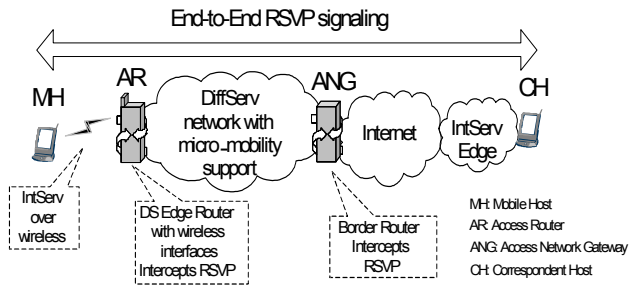 End-to-End RSVP signaling
MH
AR
ANG
CH
DiffServ
network with
micro-mobility
support
Internet
IntServ
Edge
IntServ
over
wireless
DS Edge Router
with wireless
interfaces
Intercepts RSVP
Border Router
Intercepts
RSVP
MH: Mobile Host
AR: Access Router
ANG: Access Network Gateway
CH: Correspondent Host